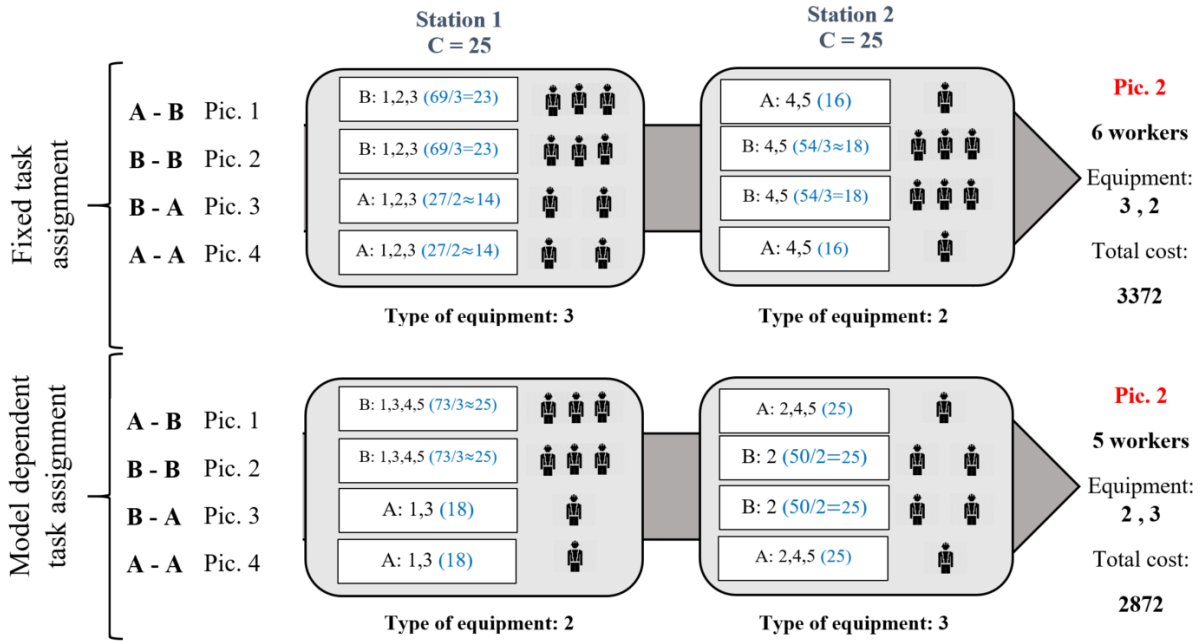 Station 1
C = 25
Station 2
C = 25
Fixed task
assignment
A - B Pic. 1
B - B Pic. 2
B - A Pic. 3
A - A Pic. 4
B: 1,2,3 (69/3=23)
B: 1,2,3 (69/3=23)
A: 1,2,3 (27/2≈14)
A: 1,2,3 (27/2≈14)
A: 4,5 (16)
B: 4,5 (54/3≈18)
B: 4,5 (54/3=18)
A: 4,5 (16)
Pic. 2
6 workers
Equipment:
3 , 2
Total cost:
3372
Type of equipment: 3
Type of equipment: 2
Model dependent
task assignment
A - B Pic. 1
B - B Pic. 2
B - A Pic. 3
A - A Pic. 4
B: 1,3,4,5 (73/3≈25)
B: 1,3,4,5 (73/3≈25)
A: 1,3 (18)
A: 1,3 (18)
A: 2,4,5 (25)
B: 2 (50/2=25)
B: 2 (50/2=25)
A: 2,4,5 (25)
Pic. 2
5 workers
Equipment:
2 , 3
Total cost:
2872
Type of equipment: 2
Type of equipment: 3